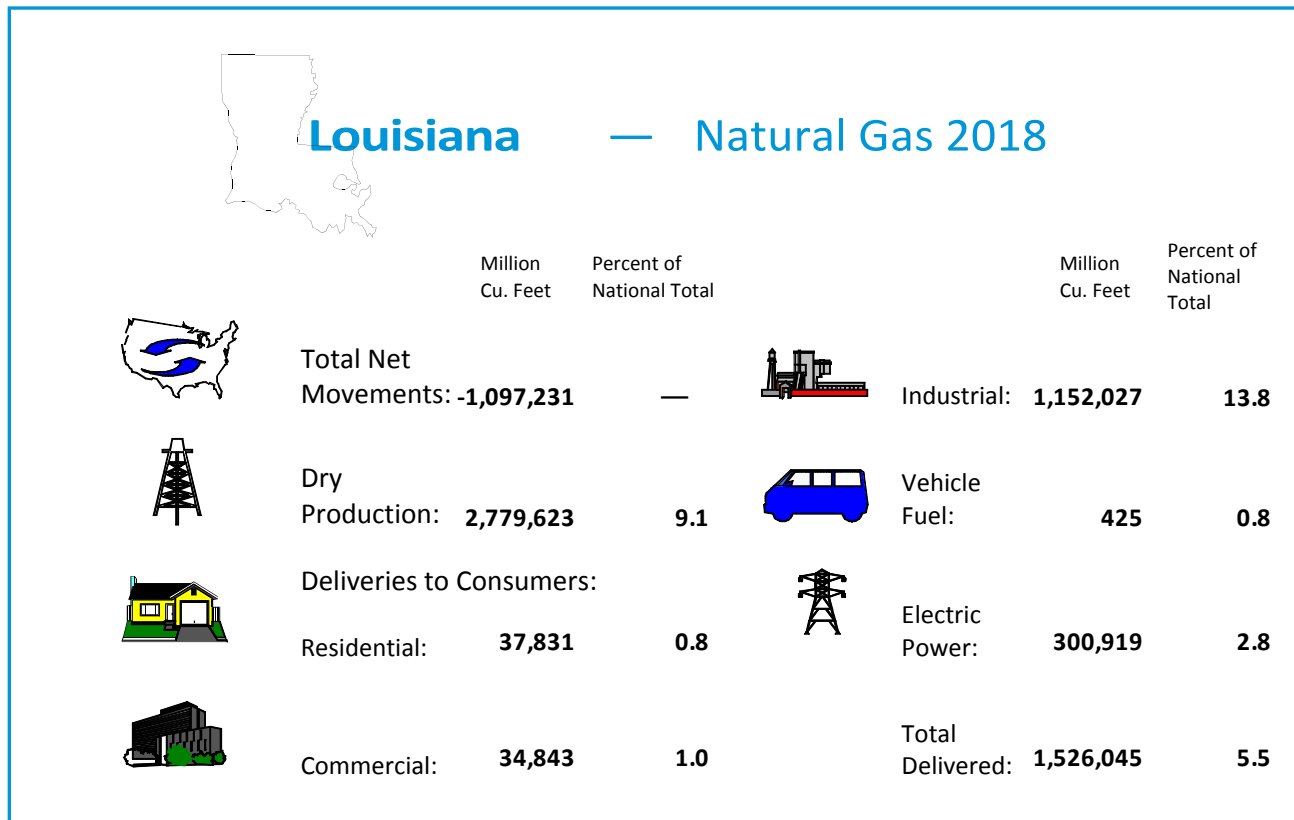 Louisiana — Natural Gas 2018
Million Cu. Feet
Percent of National Total
Million Cu. Feet
Percent of National Total
Total Net
Movements: -1,097,231 —
Industrial: 1,152,027 13.8
Dry
Production: 2,779,623 9.1
Vehicle
Fuel: 425 0.8
Deliveries to Consumers:
Residential: 37,831 0.8
Electric
Power: 300,919 2.8
Commercial: 34,843 1.0
Total
Delivered: 1,526,045 5.5